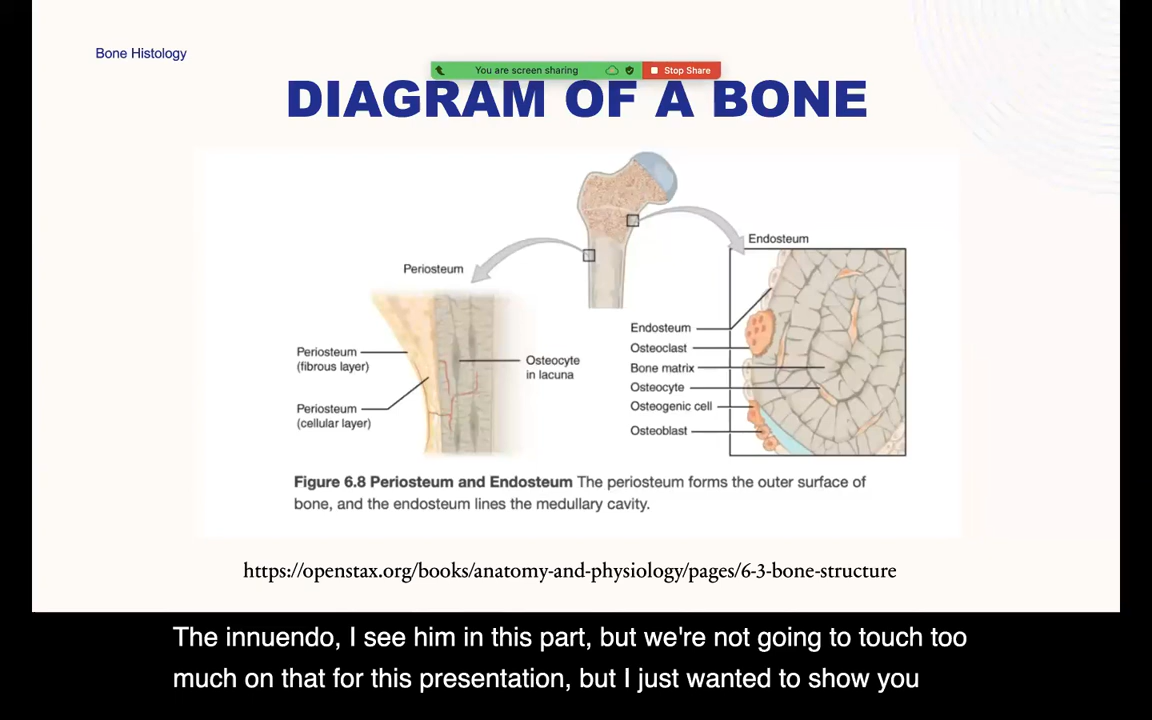 Bone Histology
You are screen sharing
Stop Share
DIAGRAM OF A BONE
Endosteum
Periosteum
Endosteum
Osteoclast
Bone matrix
Osteocyte
Osteogenic cell
Osteoblast
Periosteum
(fibrous layer)
Osteocyte
in lacuna
Periosteum
(cellular layer)
Figure 6.8 Periosteum and Endosteum The periosteum forms the outer surface of
bone, and the endosteum lines the medullary cavity.
https://openstax.org/books/anatomy-and-physiology/pages/6-3-bone-structure
The innuendo, I see him in this part, but we're not going to touch too
much on that for this presentation, but I just wanted to show you